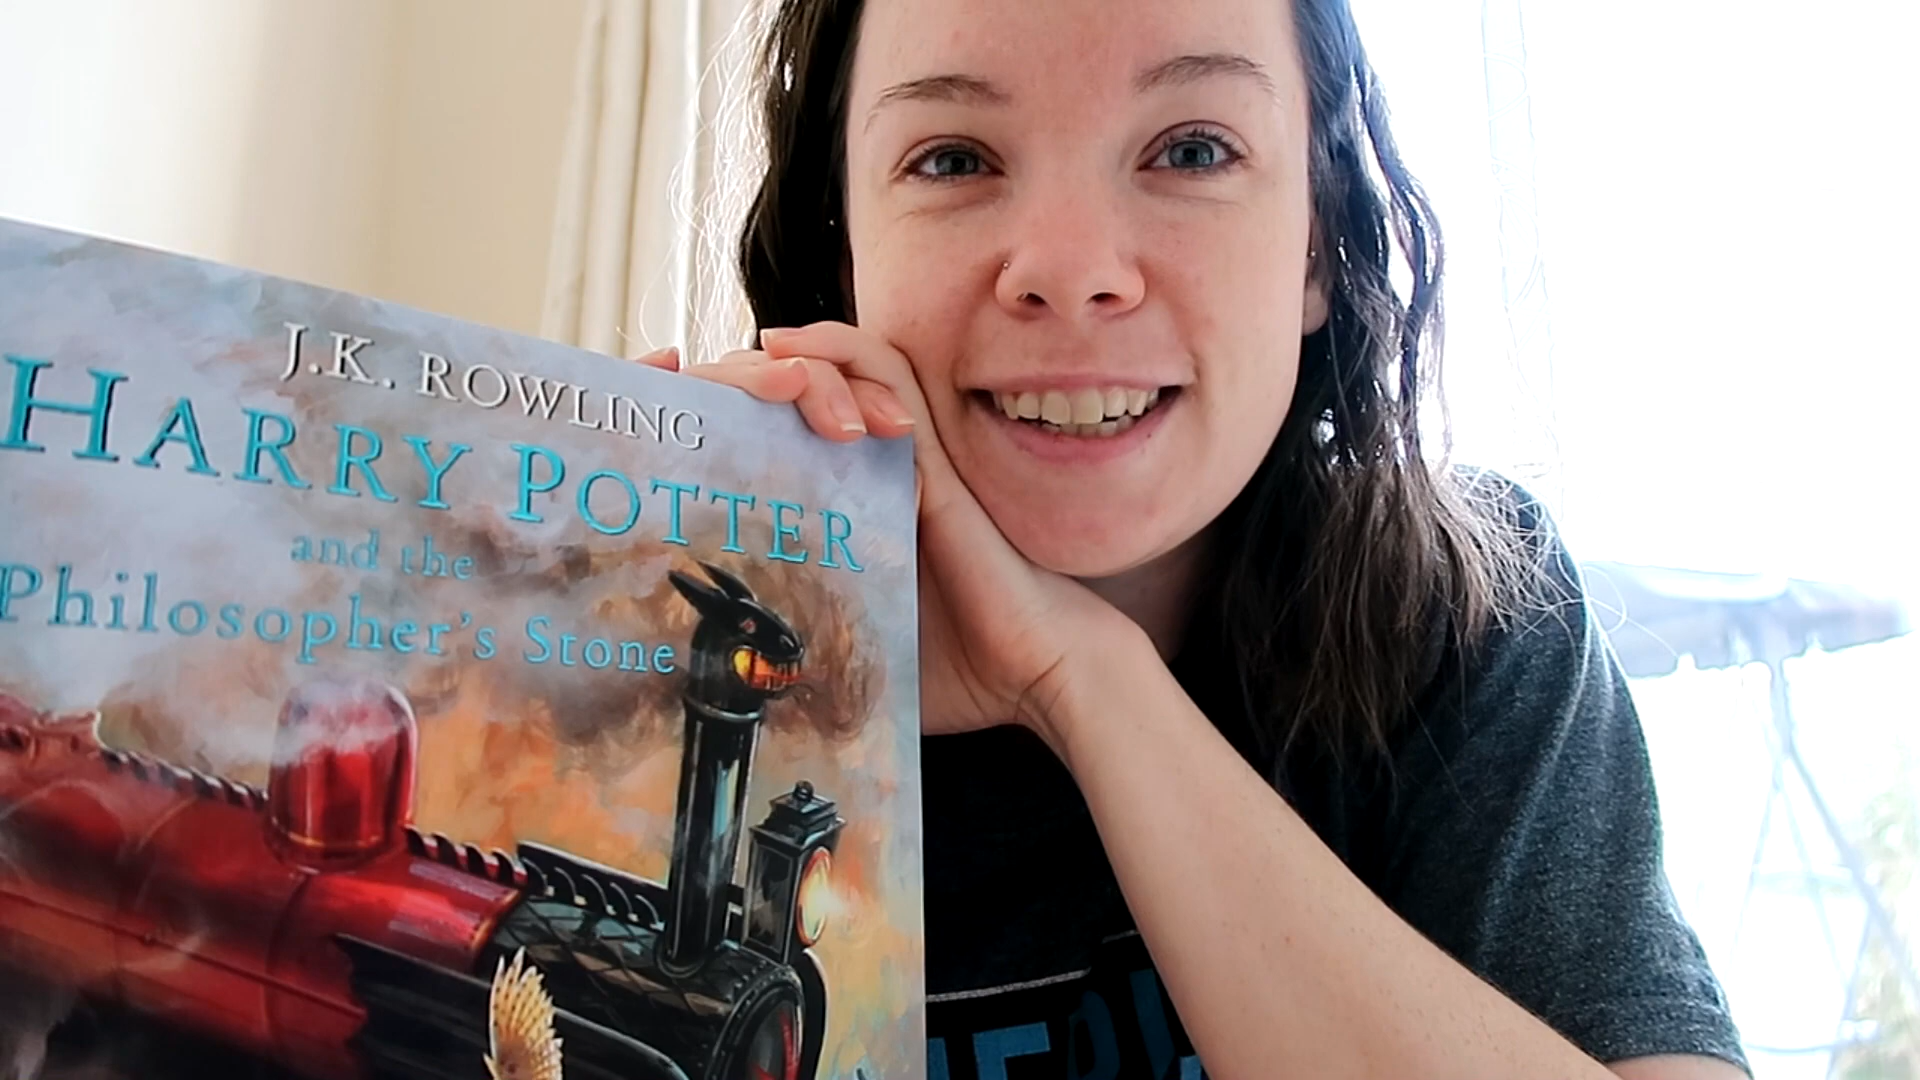 J.K. ROWLING
HARRY POTTER
and the
Philosopher's Stone